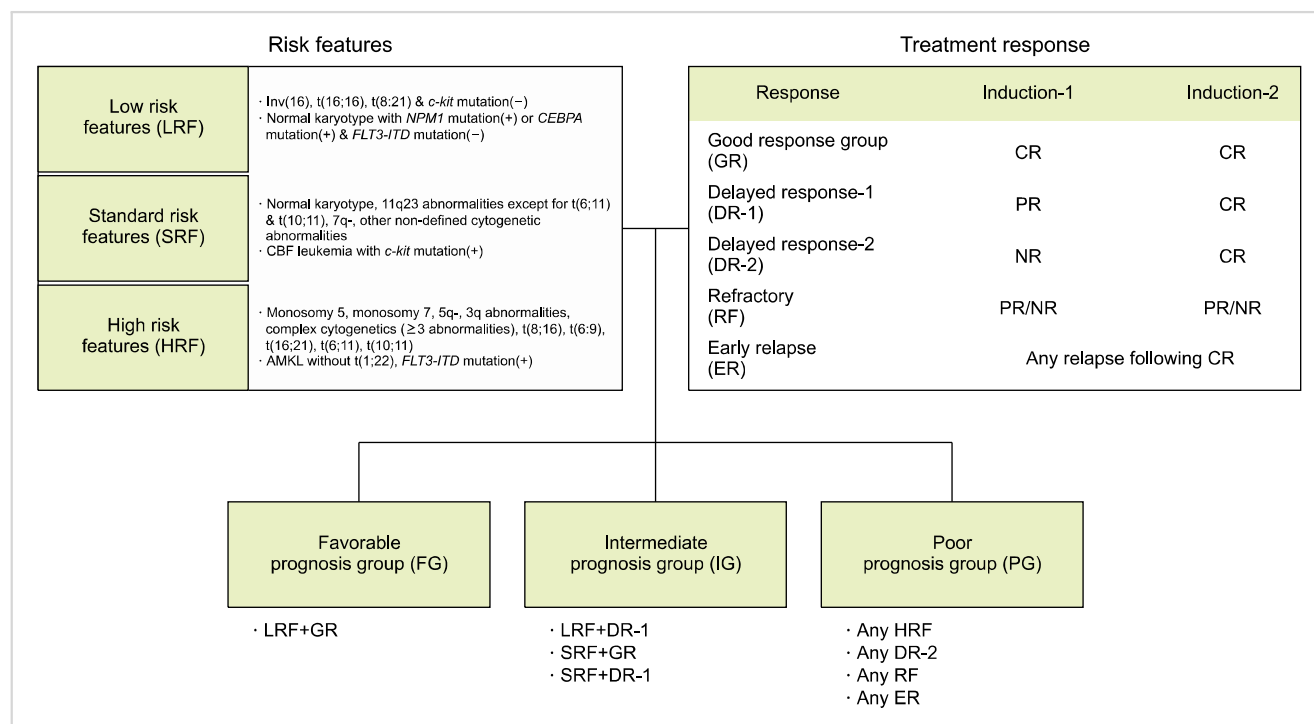 Risk features
Low risk
features (LRF)
· Inv(16), t(16;16), t(8:21) & c-kit mutation(−)
· Normal karyotype with NPM1 mutation(+) or CEBPA
mutation(+) & FLT3-ITD mutation(−)
Standard risk
features (SRF)
· Normal karyotype, 11q23 abnormalities except for t(6;11)
& t(10;11), 7q-, other non-defined cytogenetic
abnormalities
· CBF leukemia with c-kit mutation(+)
High risk
features (HRF)
· Monosomy 5, monosomy 7, 5q-, 3q abnormalities,
complex cytogenetics (≥3 abnormalities), t(8;16), t(6:9),
t(16;21), t(6;11), t(10;11)
· AMKL without t(1;22), FLT3-ITD mutation(+)
Treatment response
Response Induction-1 Induction-2
Good response group
(GR) CR CR
Delayed response-1
(DR-1) PR CR
Delayed response-2
(DR-2) NR CR
Refractory
(RF) PR/NR PR/NR
Early relapse
(ER) Any relapse following CR
Favorable
prognosis group (FG)
· LRF+GR
Intermediate
prognosis group (IG)
· LRF+DR-1
· SRF+GR
· SRF+DR-1
Poor
prognosis group (PG)
· Any HRF
· Any DR-2
· Any RF
· Any ER